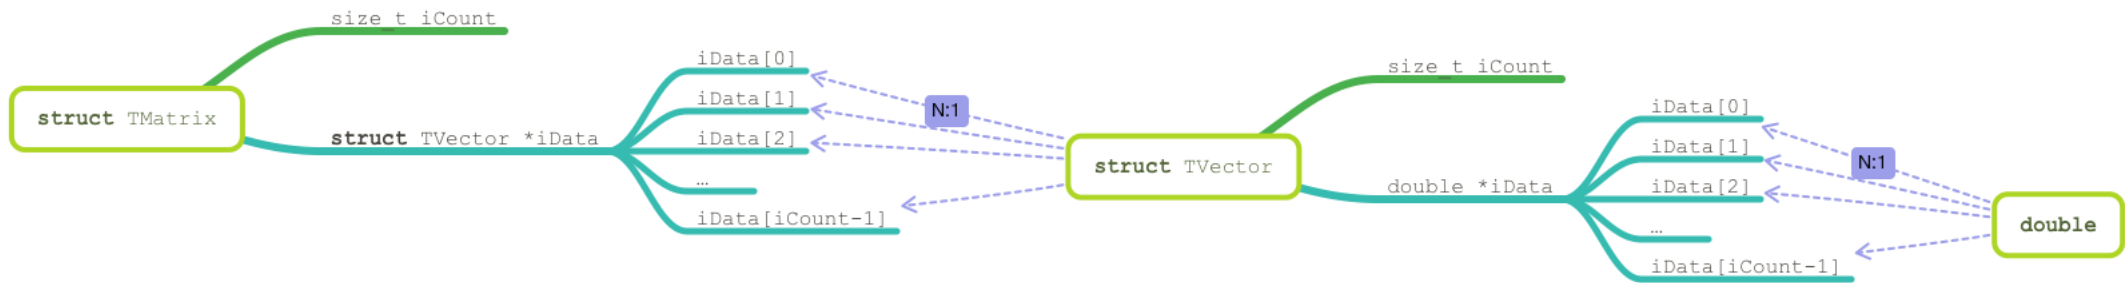 struct TMatrix
size_t iCount
struct TVector *iData
iData[0]
iData[1]
iData[2]
…
iData[iCount-1]
N:1
struct TVector
size_t iCount
double *iData
iData[0]
iData[1]
iData[2]
…
iData[iCount-1]
N:1
double